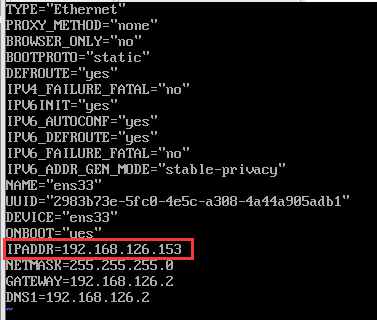 TYPE="Ethernet"
PROXY_METHOD="none"
BROWSER_ONLY="no"
BOOTPROTO="static"
DEFROUTE="yes"
IPV4_FAILURE_FATAL="no"
IPV6INIT="yes"
IPV6_AUTOCONF="yes"
IPV6_DEFROUTE="yes"
IPV6_FAILURE_FATAL="no"
IPV6_ADDR_GEN_MODE="stable-privacy"
NAME="ens33"
UUID="2983b73e-5fc0-4e5c-a308-4a44a905adb1"
DEVICE="ens33"
ONBOOT="yes"
IPADDR=192.168.126.153
NETMASK=255.255.255.0
GATEWAY=192.168.126.2
DNS1=192.168.126.2
~